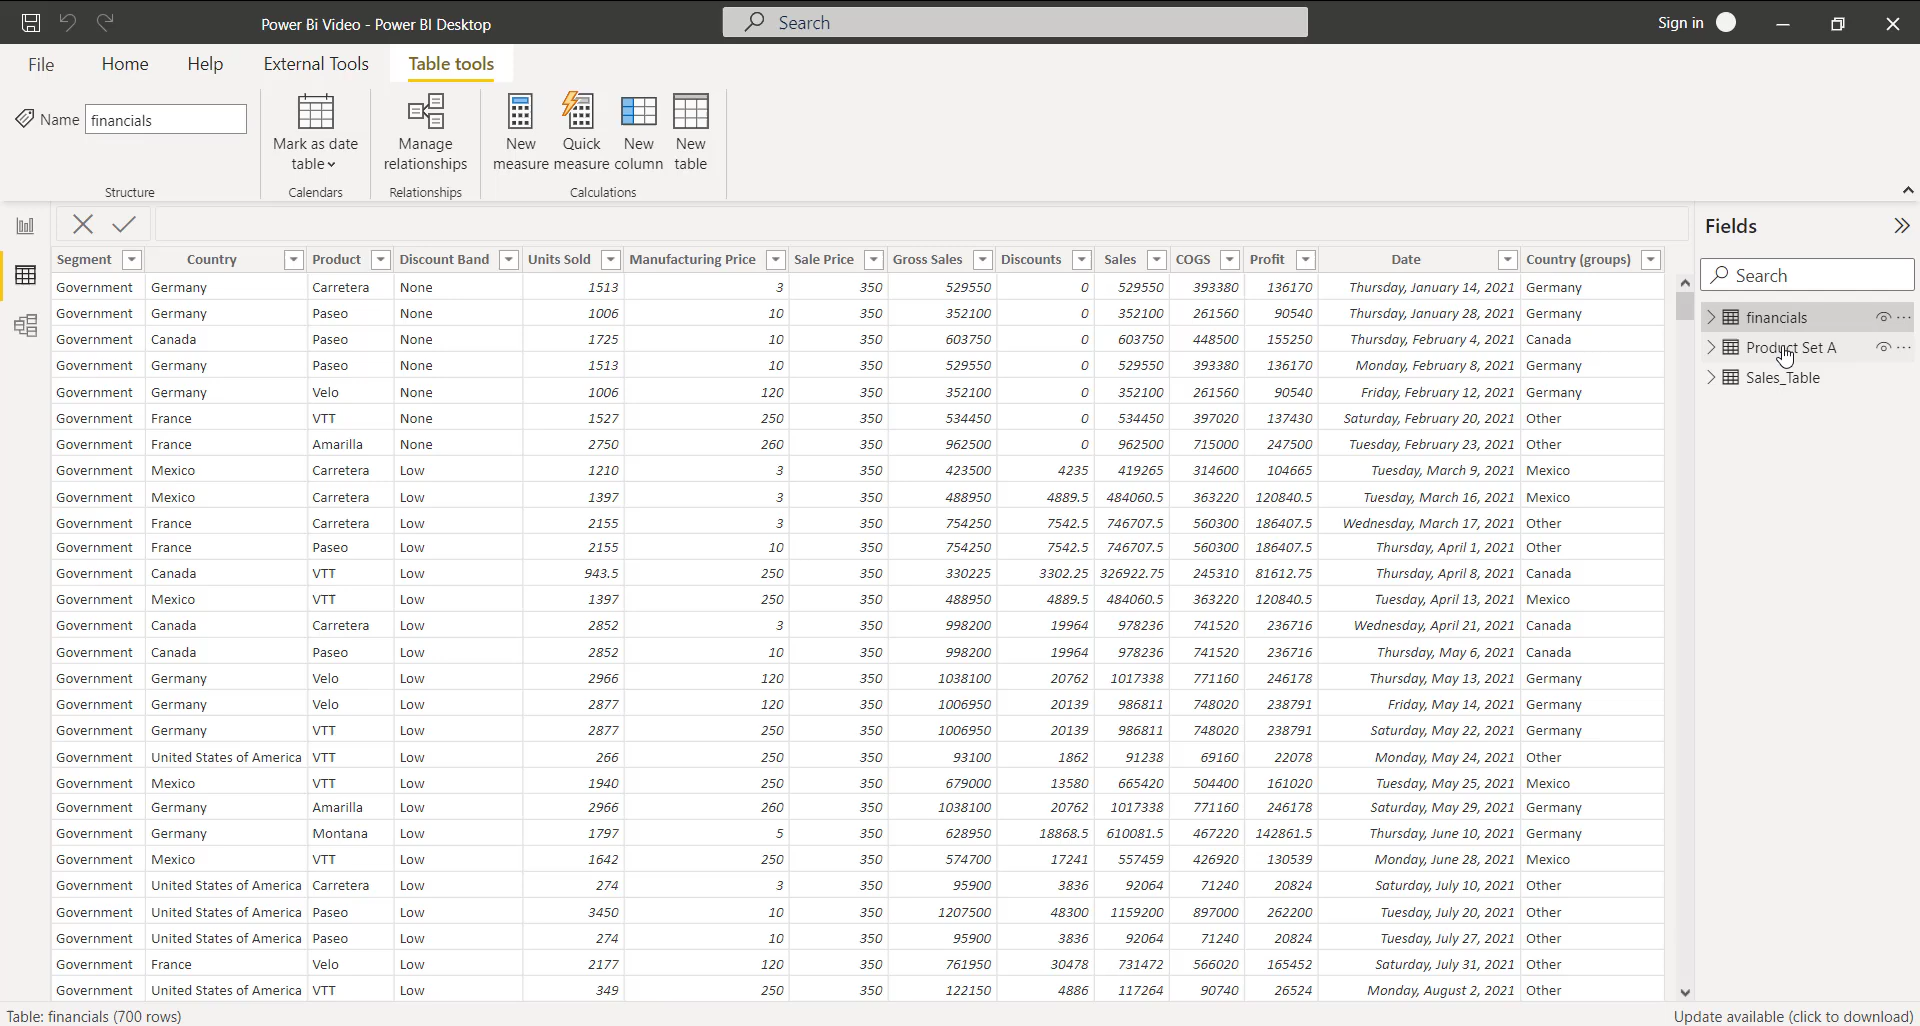 Power Bi Video - Power BI Desktop
Search
Sign in
File Home Help External Tools Table tools
Name financials
Mark as date table
Manage relationships
New measure
Quick measure
New column
New table
Structure Calendars Relationships Calculations
Fields
Search
financials
Product Set A
Sales_Table
Segment Country Product Discount Band Units Sold Manufacturing Price Sale Price Gross Sales Discounts Sales COGS Profit Date Country (groups)
Government Germany Carretera None 1513 3 350 529550 0 529550 393380 136170 Thursday, January 14, 2021 Germany
Government Germany Paseo None 1006 10 350 352100 0 352100 261560 90540 Thursday, January 28, 2021 Germany
Government Canada Paseo None 1725 10 350 603750 0 603750 448500 155250 Thursday, February 4, 2021 Canada
Government Germany Paseo None 1513 10 350 529550 0 529550 393380 136170 Monday, February 8, 2021 Germany
Government Germany Velo None 1006 120 350 352100 0 352100 261560 90540 Friday, February 12, 2021 Germany
Government France VTT None 1527 250 350 534450 0 534450 397020 137430 Saturday, February 20, 2021 Other
Government France Amarilla None 2750 260 350 962500 0 962500 715000 247500 Tuesday, February 23, 2021 Other
Government Mexico Carretera Low 1210 3 350 423500 4235 419265 314600 104665 Tuesday, March 9, 2021 Mexico
Government Mexico Carretera Low 1397 3 350 488950 4889.5 484060.5 363220 120840.5 Tuesday, March 16, 2021 Mexico
Government France Carretera Low 2155 3 350 754250 7542.5 746707.5 560300 186407.5 Wednesday, March 17, 2021 Other
Government France Paseo Low 2155 10 350 754250 7542.5 746707.5 560300 186407.5 Thursday, April 1, 2021 Other
Government Canada VTT Low 943.5 250 350 330225 3302.25 326922.75 245310 81612.75 Thursday, April 8, 2021 Canada
Government Mexico VTT Low 1397 250 350 488950 4889.5 484060.5 363220 120840.5 Tuesday, April 13, 2021 Mexico
Government Canada Carretera Low 2852 3 350 998200 19964 978236 741520 236716 Wednesday, April 21, 2021 Canada
Government Canada Paseo Low 2852 10 350 998200 19964 978236 741520 236716 Thursday, May 6, 2021 Canada
Government Germany Velo Low 2966 120 350 1038100 20762 1017338 771160 246178 Thursday, May 13, 2021 Germany
Government Germany Velo Low 2877 120 350 1006950 20139 986811 748020 238791 Friday, May 14, 2021 Germany
Government Germany VTT Low 2877 250 350 1006950 20139 986811 748020 238791 Saturday, May 22, 2021 Germany
Government United States of America VTT Low 266 250 350 93100 1862 91238 69160 22078 Monday, May 24, 2021 Other
Government Mexico VTT Low 1940 250 350 679000 13580 665420 504400 161020 Tuesday, May 25, 2021 Mexico
Government Germany Amarilla Low 2966 260 350 1038100 20762 1017338 771160 246178 Saturday, May 29, 2021 Germany
Government Germany Montana Low 1797 5 350 628950 18868.5 610081.5 467220 142861.5 Thursday, June 10, 2021 Germany
Government Mexico VTT Low 1642 250 350 574700 17241 557459 426920 130539 Monday, June 28, 2021 Mexico
Government United States of America Carretera Low 274 3 350 95900 3836 92064 71240 20824 Saturday, July 10, 2021 Other
Government United States of America Paseo Low 3450 10 350 1207500 48300 1159200 897000 262200 Tuesday, July 20, 2021 Other
Government United States of America Paseo Low 274 10 350 95900 3836 92064 71240 20824 Tuesday, July 27, 2021 Other
Government France Velo Low 2177 120 350 761950 30478 731472 566020 165452 Saturday, July 31, 2021 Other
Government United States of America VTT Low 349 250 350 122150 4886 117264 90740 26524 Monday, August 2, 2021 Other
Table: financials (700 rows)
Update available (click to download)